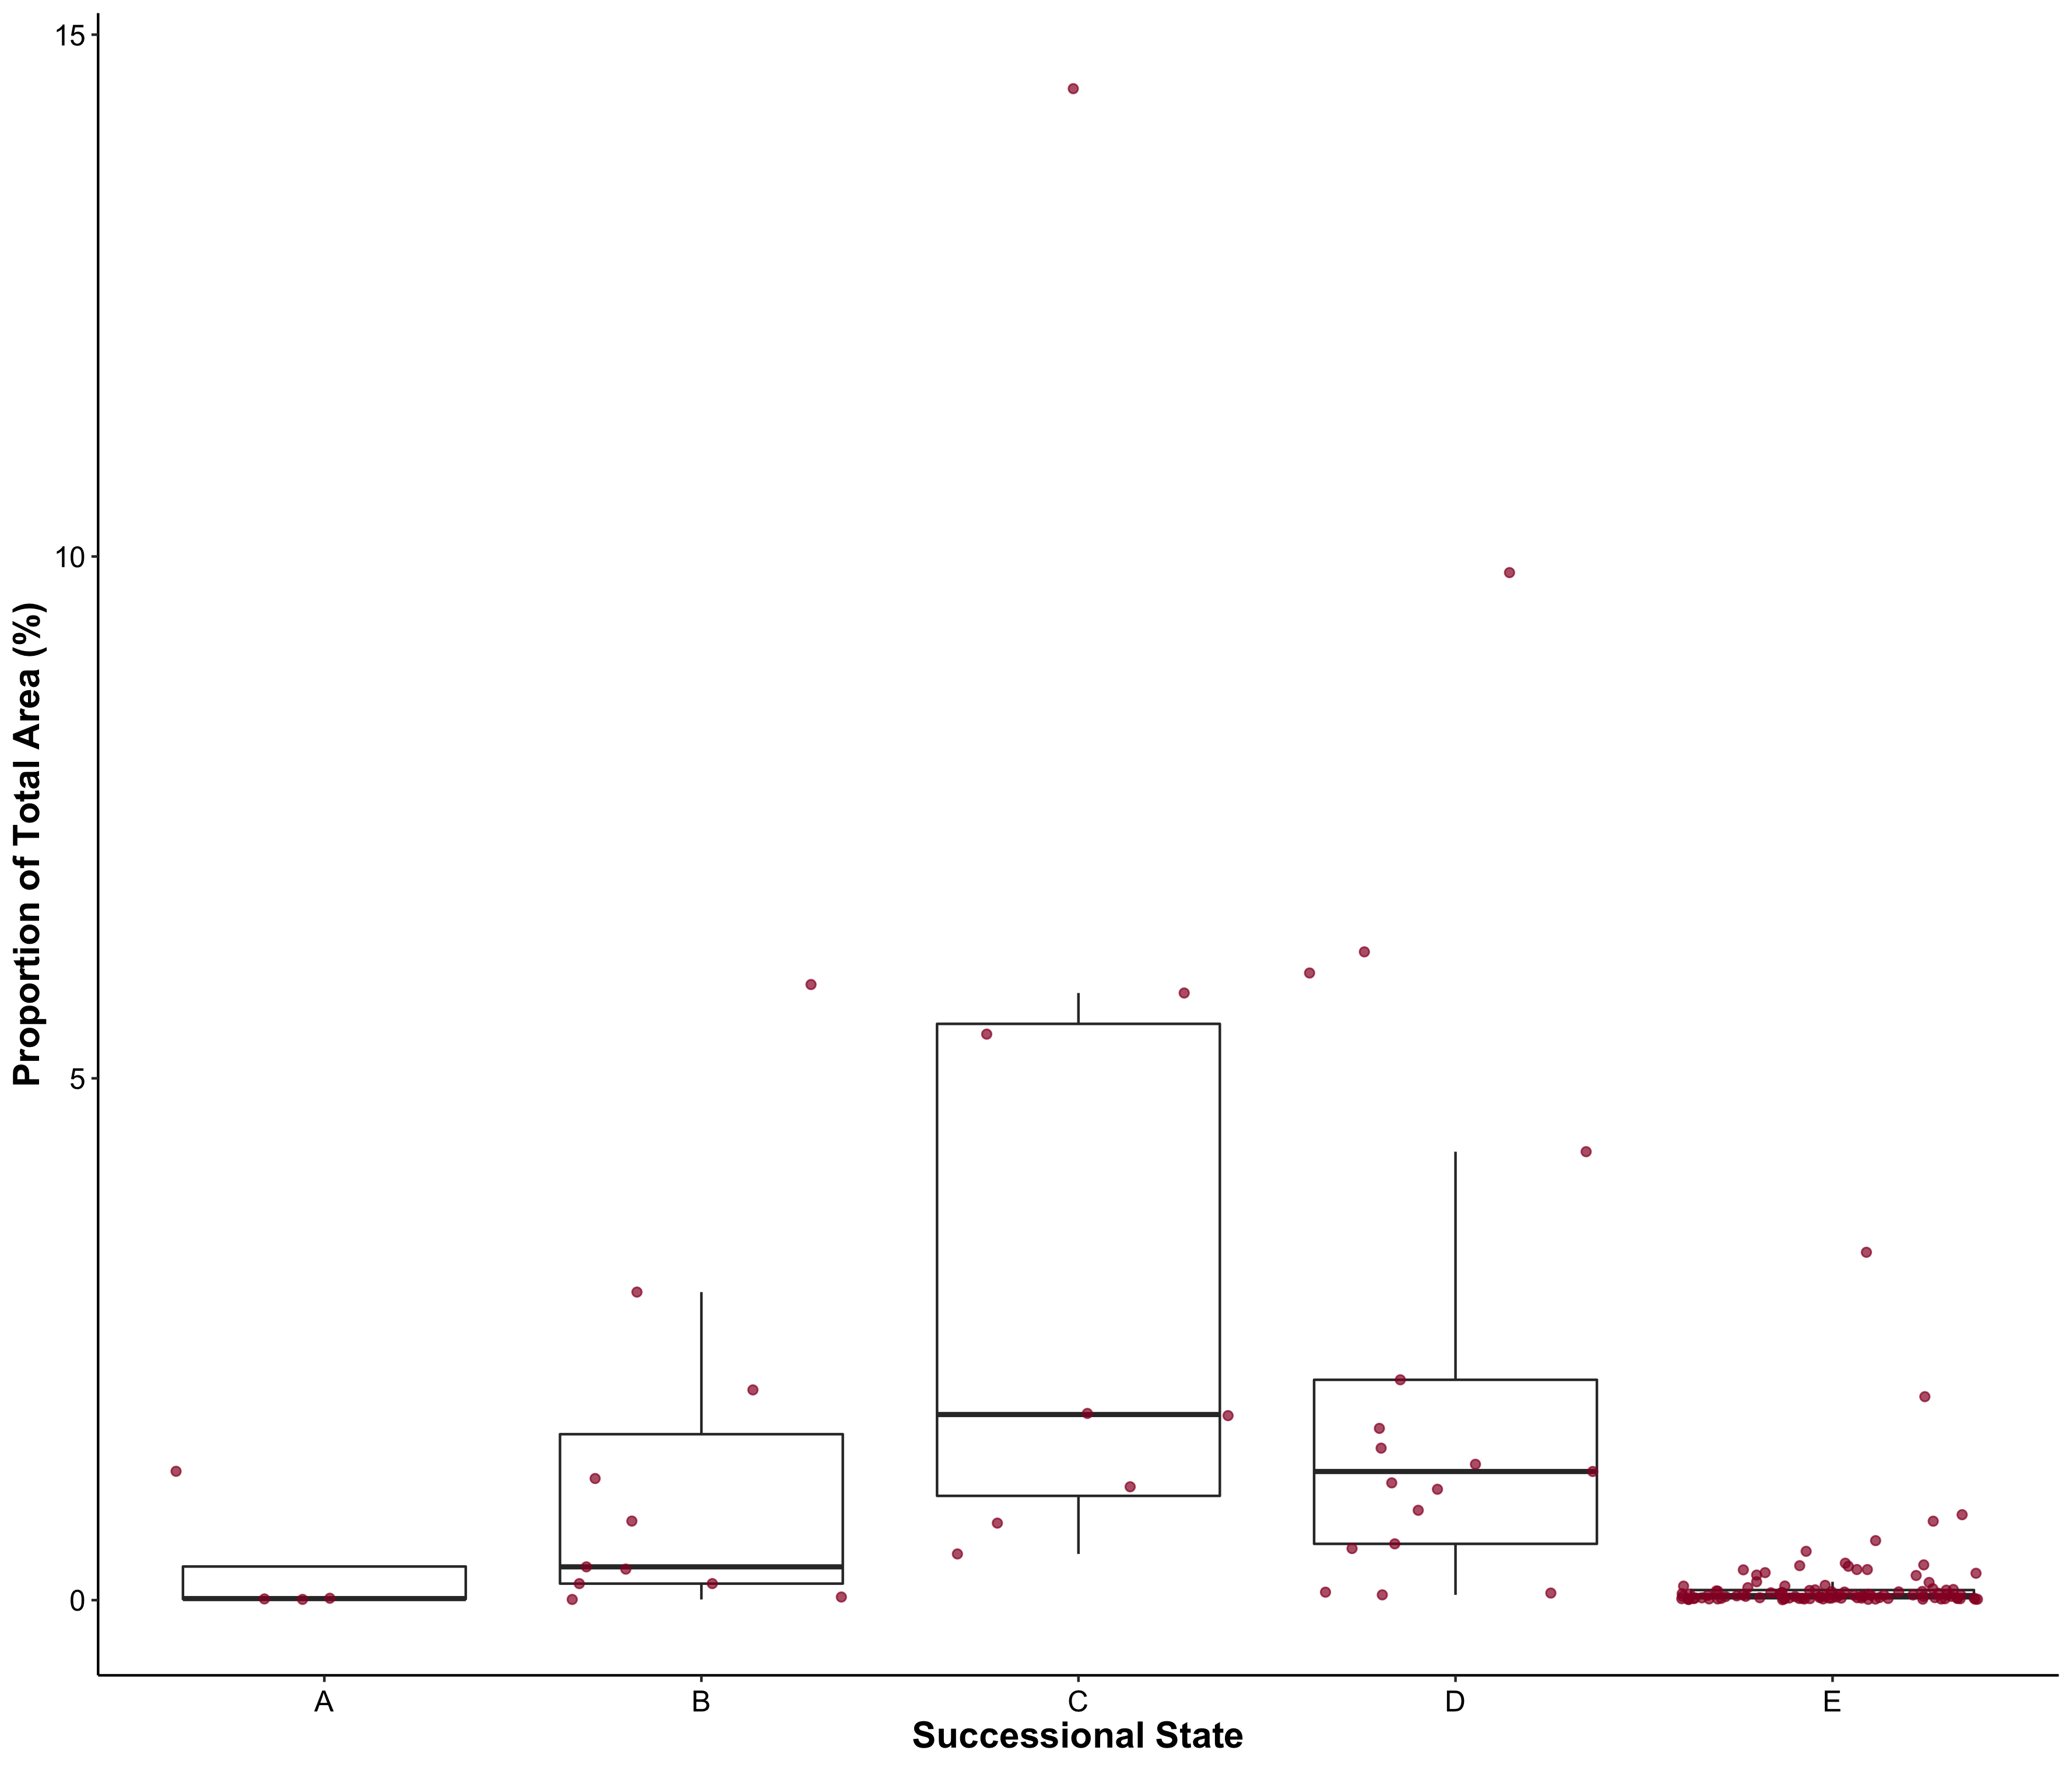 15
10
5
0
Proportion of Total Area (%)
A B C D E
Successional State